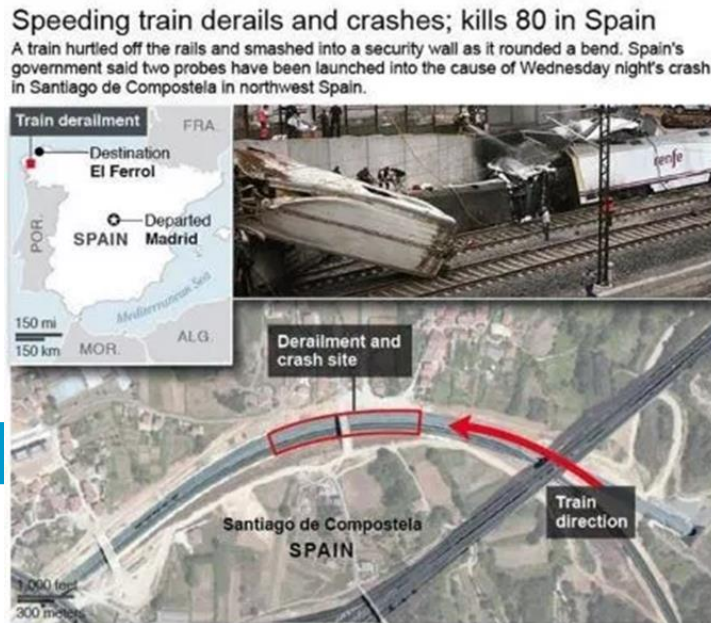 Speeding train derails and crashes; kills 80 in Spain
A train hurtled off the rails and smashed into a security wall as it rounded a bend. Spain's
government said two probes have been launched into the cause of Wednesday night's crash
in Santiago de Compostela in northwest Spain.
Train derailment
FRA.
Destination
El Ferrol
POR.
Departed
SPAIN Madrid
Mediterranean Sea
150 mi
150 km
MOR.
ALG.
renfe
Derailment and
crash site
Train
direction
Santiago de Compostela
SPAIN
1,000 feet
300 meters